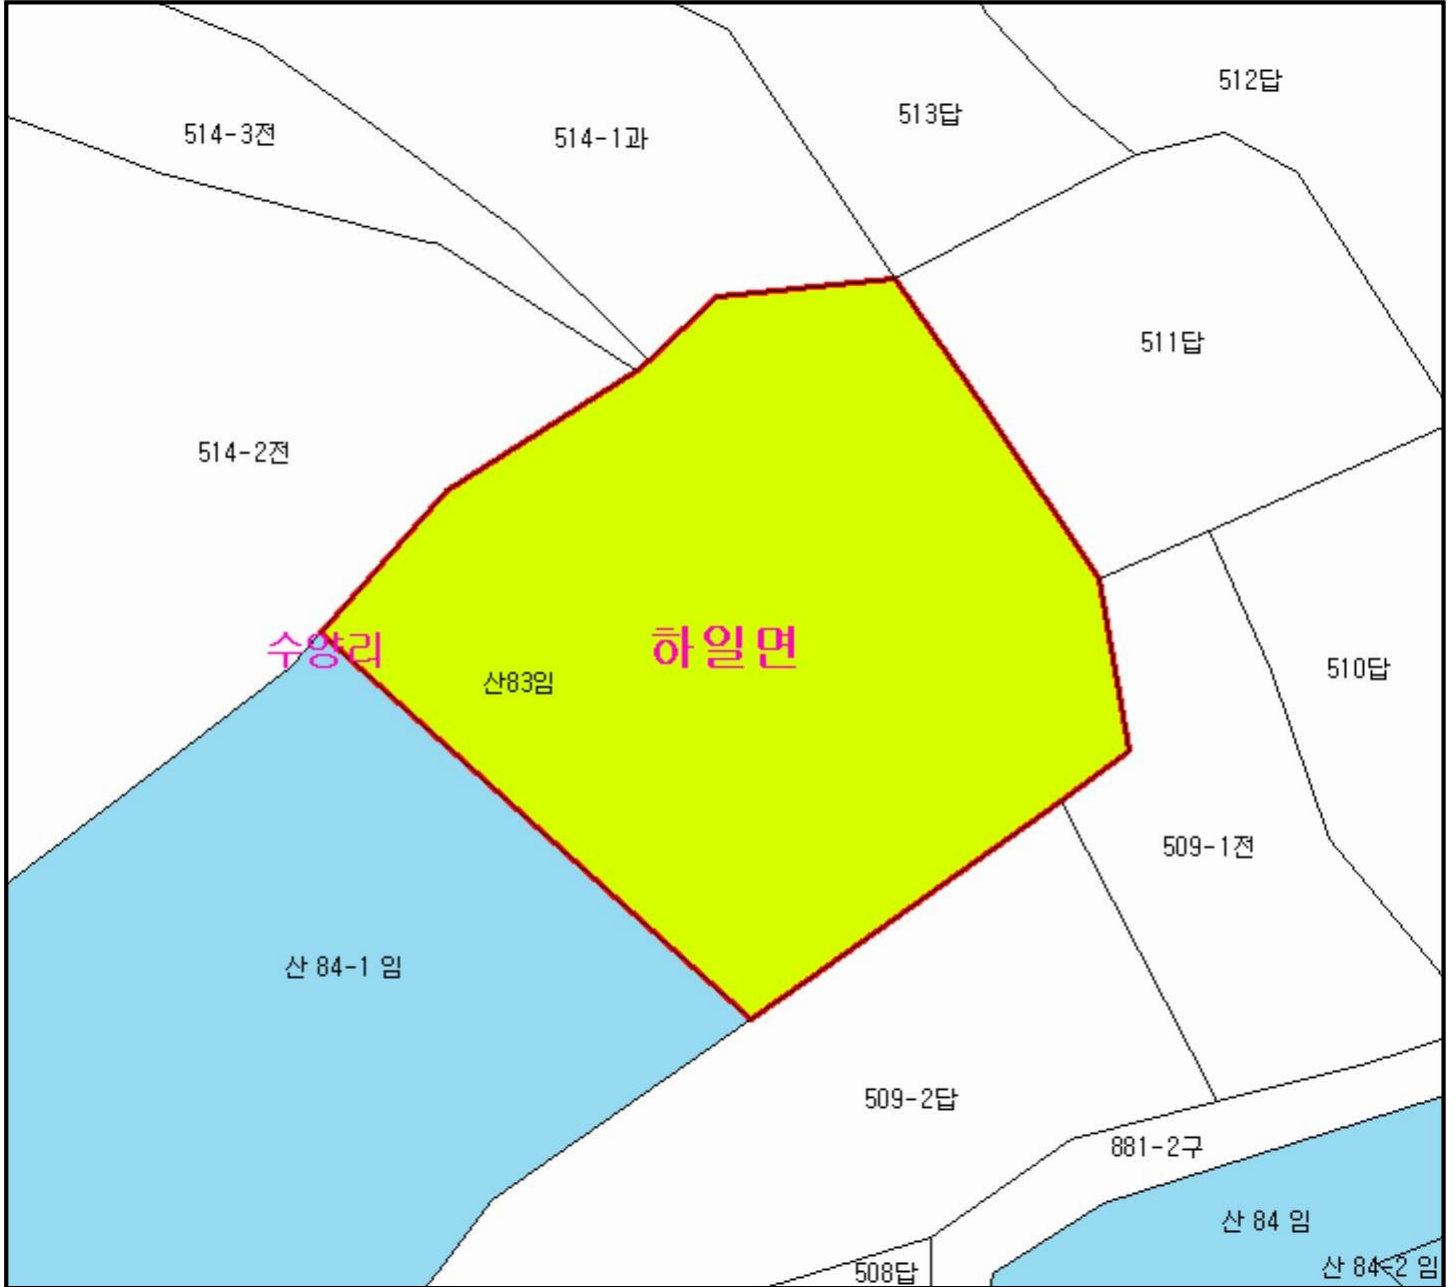 512답
513답
514-3전
514-1과
511답
514-2전
수양리
하일면
510답
산83임
509-1전
산 84-1 임
509-2답
881-2구
산 84 임
산 84-2 임
508답